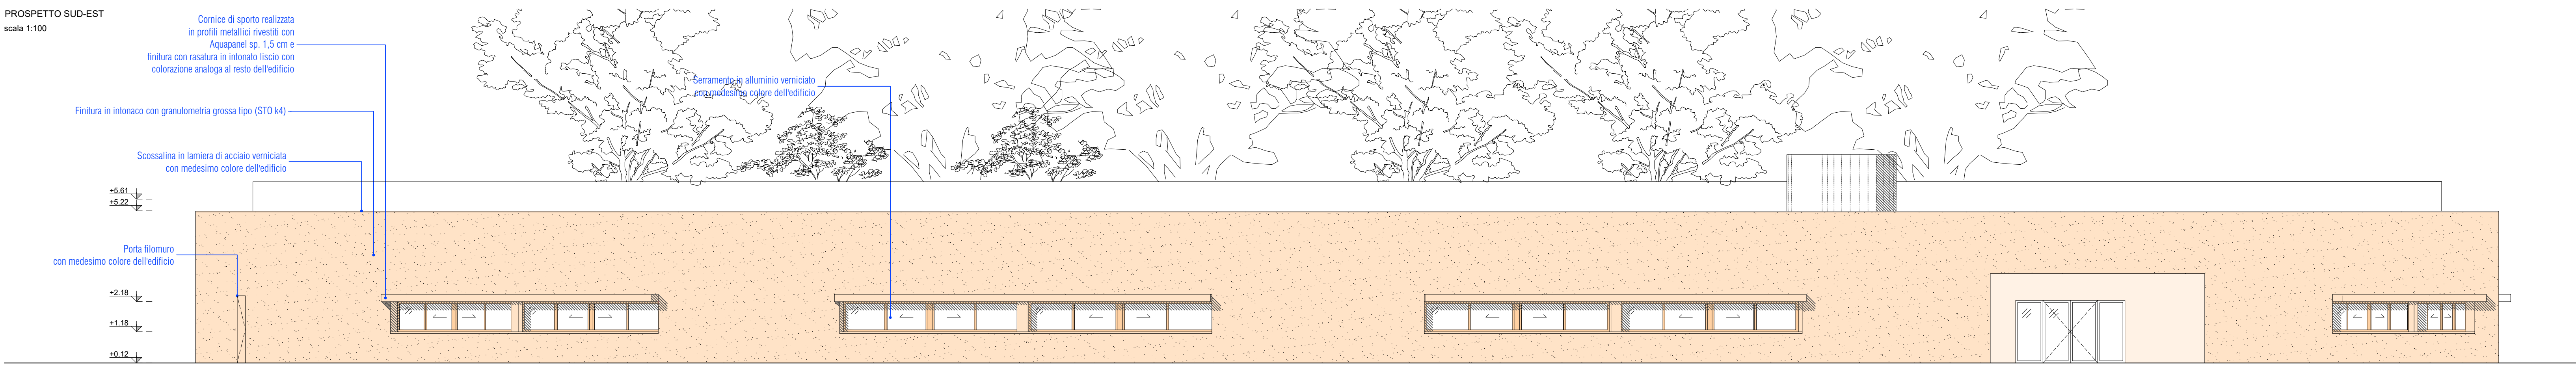 PROSPETTO SUD-EST
scala 1:100
Cornice di sporto realizzata
in profili metallici rivestiti con
Aquapanel sp. 1,5 cm e
finitura con rasatura in intonato liscio con
colorazione analoga al resto dell'edificio
Serramento in alluminio verniciato
con medesimo colore dell'edificio
Finitura in intonaco con granulometria grossa tipo (STO k4)
Scossalina in lamiera di acciaio verniciata
con medesimo colore dell'edificio
+5.61
+5.22
Porta filomuro
con medesimo colore dell'edificio
+2.18
+1.18
+0.12